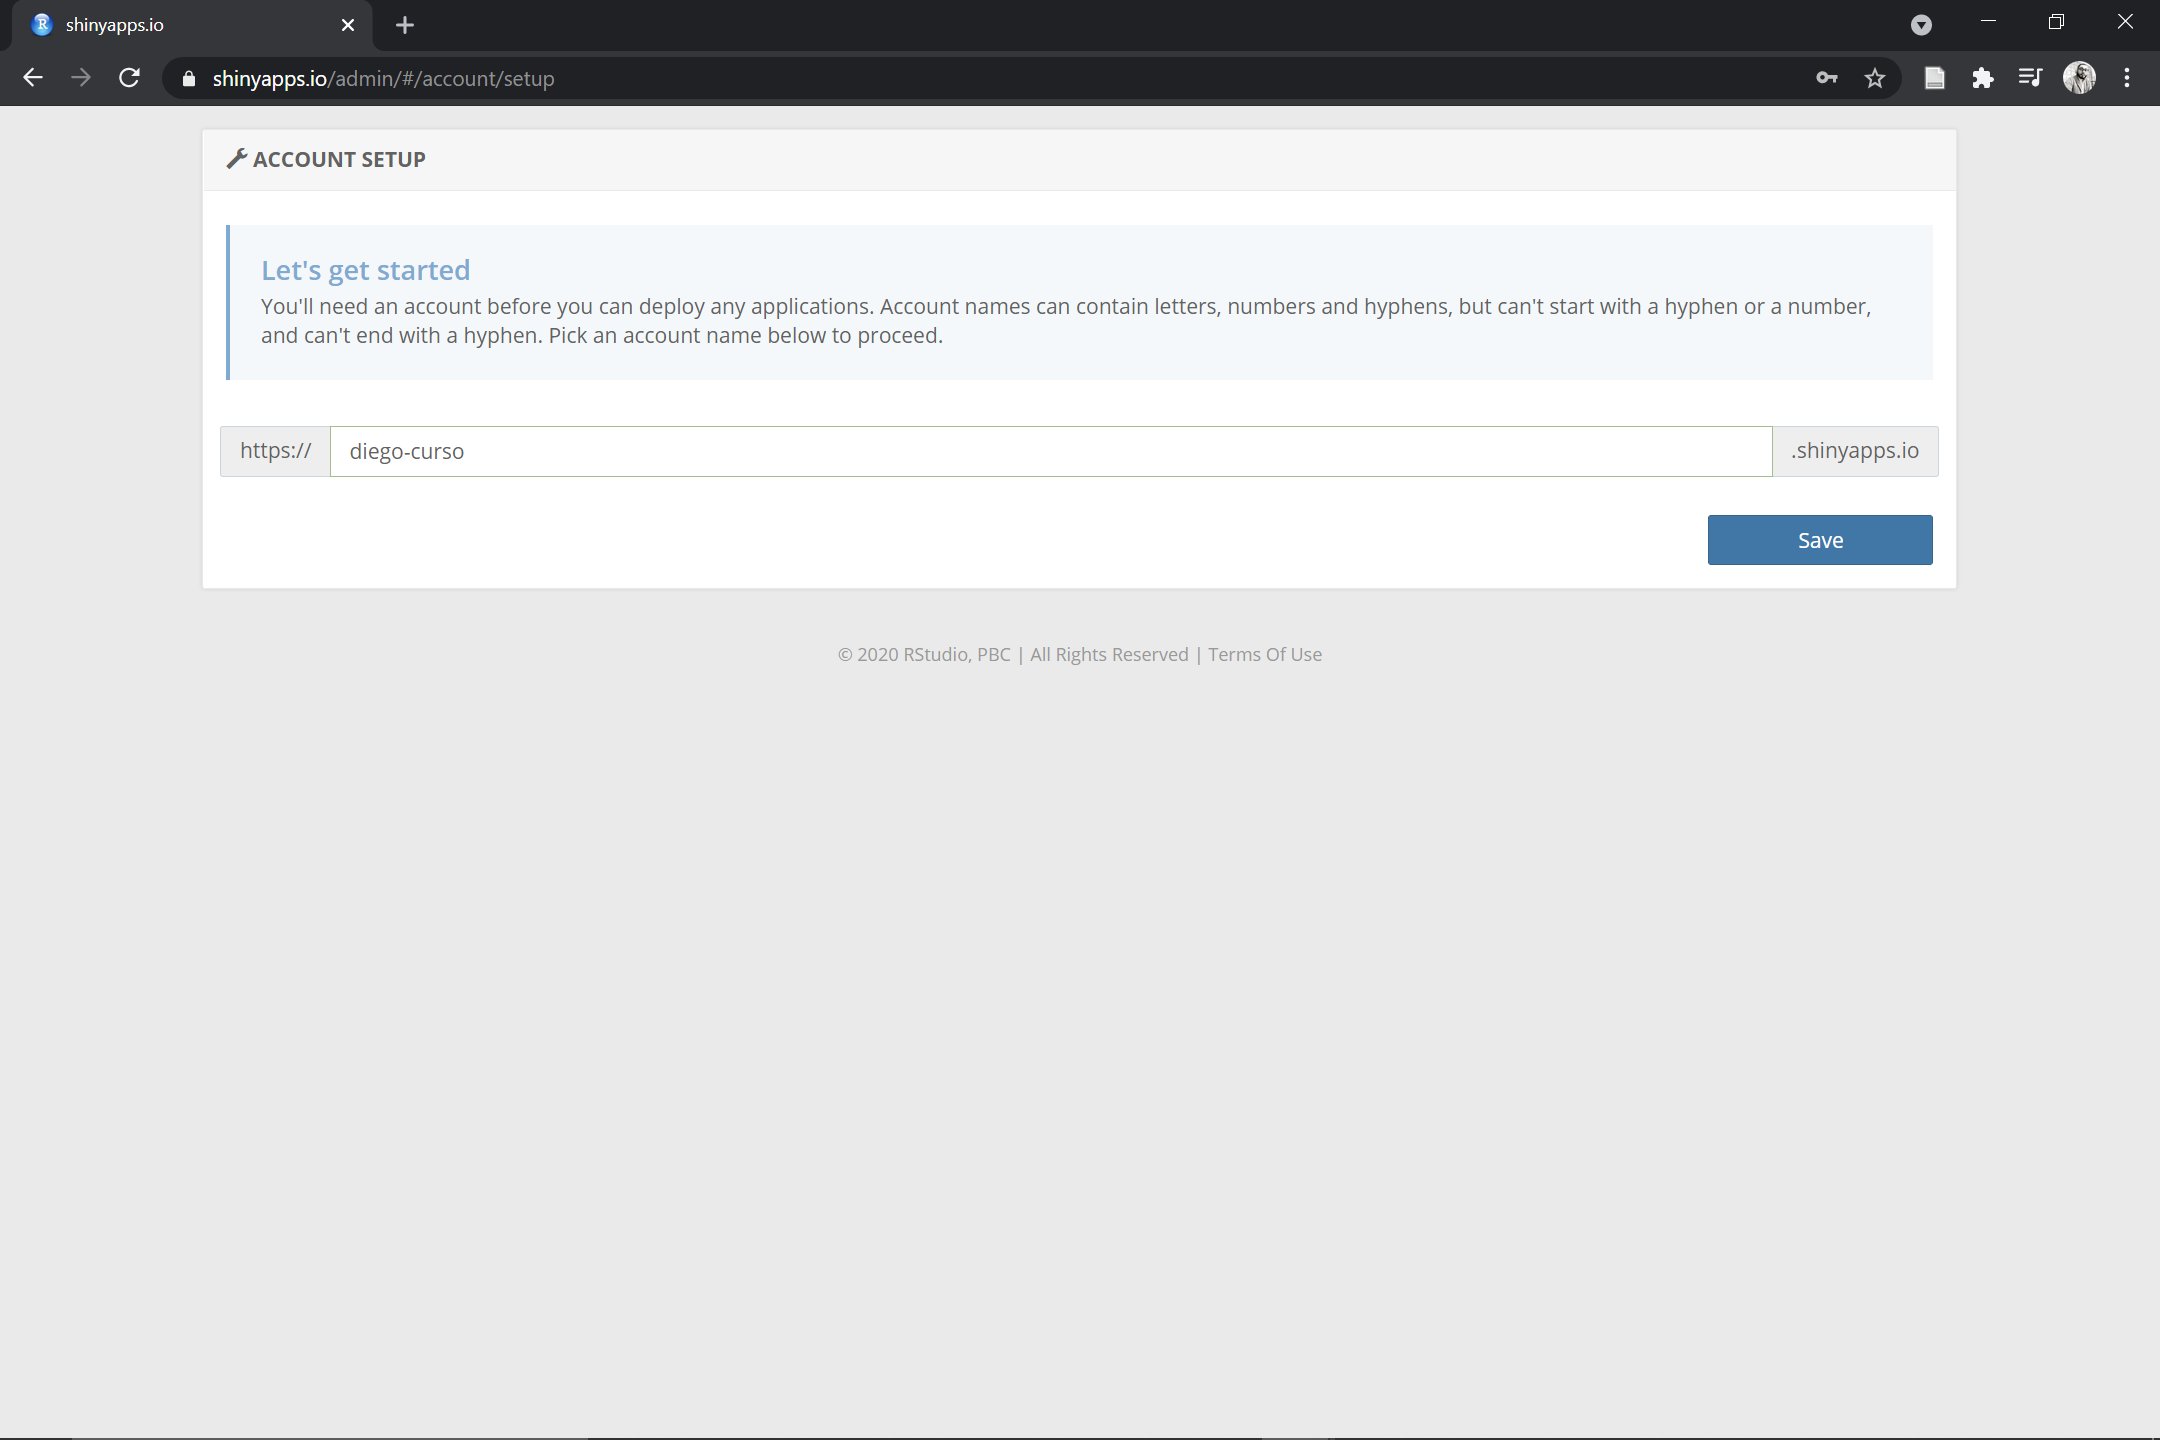 shinyapps.io
shinyapps.io/admin/#/account/setup
ACCOUNT SETUP
Let's get started
You'll need an account before you can deploy any applications. Account names can contain letters, numbers and hyphens, but can't start with a hyphen or a number,
and can't end with a hyphen. Pick an account name below to proceed.
https:// diego-curso .shinyapps.io
Save
© 2020 RStudio, PBC | All Rights Reserved | Terms Of Use